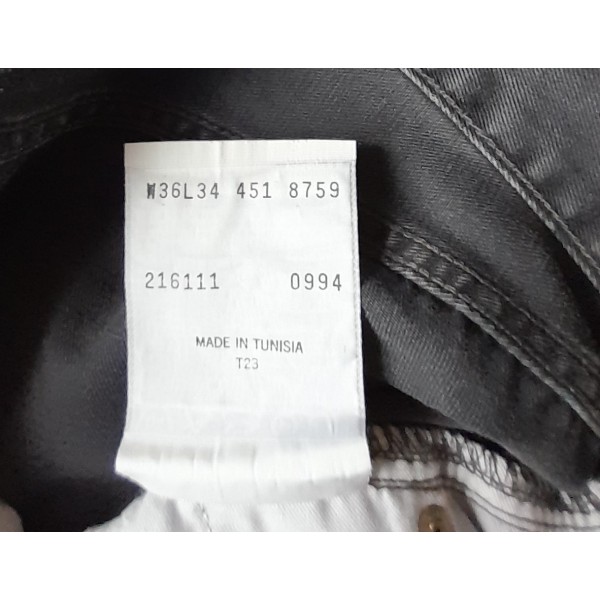 W36L34 451 8759
216111 0994
MADE IN TUNISIA
T23